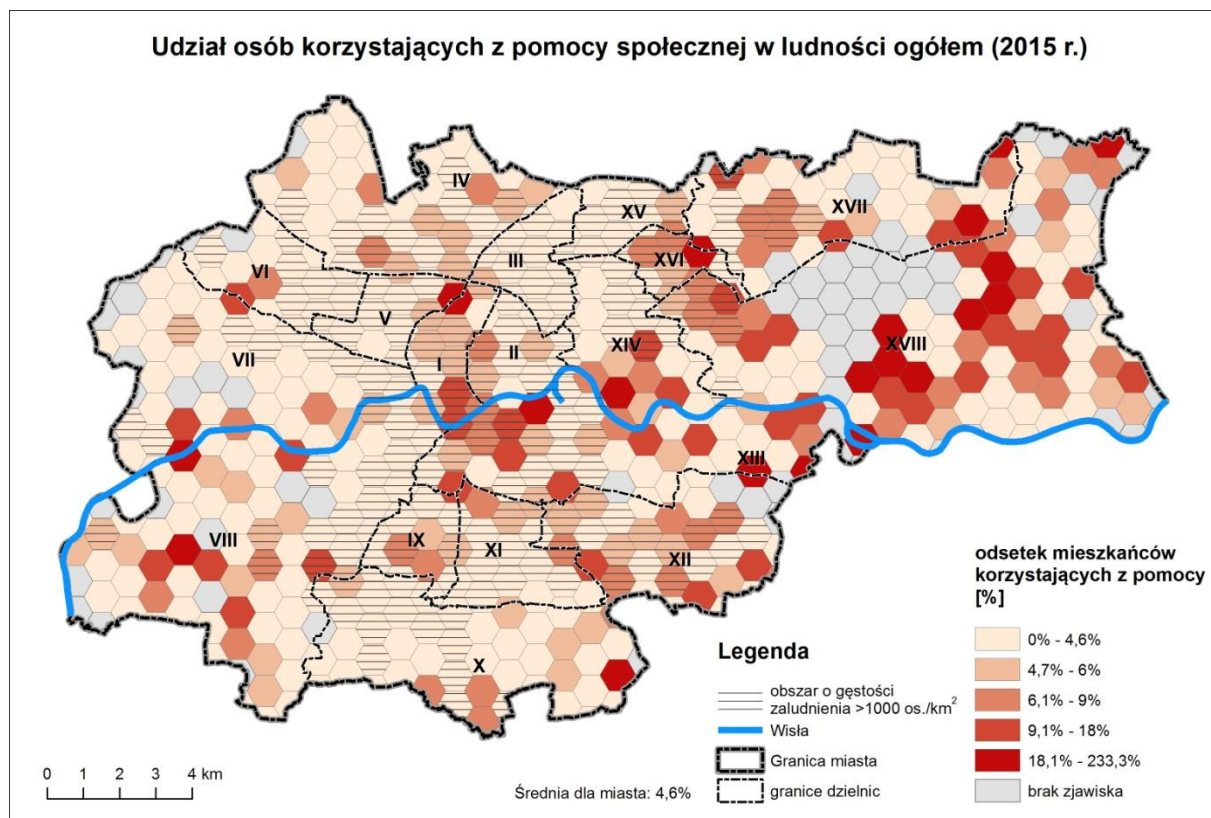 Udział osób korzystających z pomocy społecznej w ludności ogółem (2015 r.)
IV
XV
XVII
III
XVI
VI
V
VII
I
II
XIV
XVIII
XIII
VIII
IX
XI
XII
X
Legenda
obszar o gęstości
zaludnienia >1000 os./km²
Wisła
Granica miasta
granice dzielnic
odsetek mieszkańców
korzystających z pomocy
[%]
0% - 4,6%
4,7% - 6%
6,1% - 9%
9,1% - 18%
18,1% - 233,3%
brak zjawiska
0 1 2 3 4 km
Średnia dla miasta: 4,6%